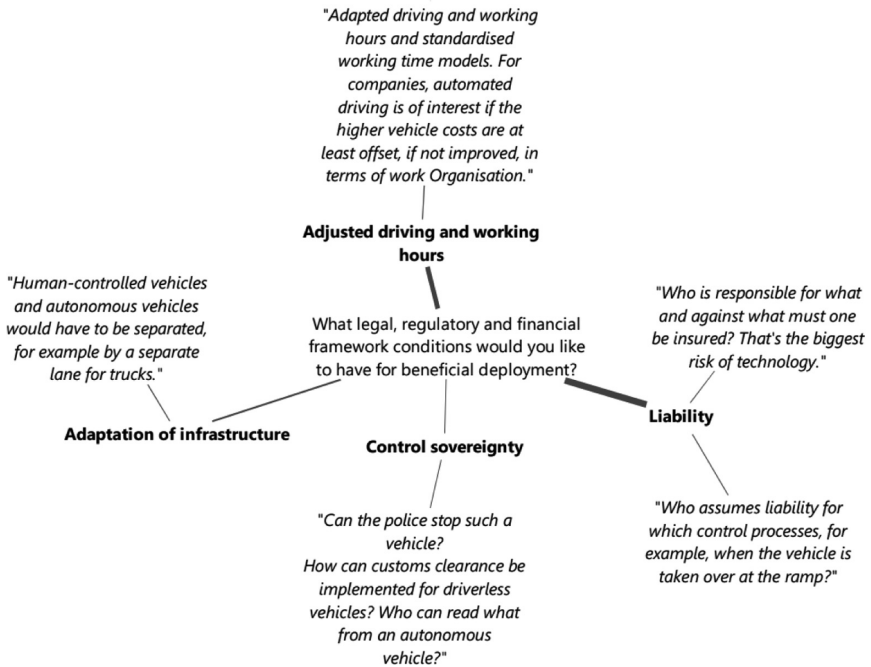 "Adapted driving and working
hours and standardised
working time models. For
companies, automated
driving is of interest if the
higher vehicle costs are at
least offset, if not improved, in
terms of work Organisation."
Adjusted driving and working
hours
"Human-controlled vehicles
and autonomous vehicles
would have to be separated,
for example by a separate
lane for trucks."
Adaptation of infrastructure
What legal, regulatory and financial
framework conditions would you like
to have for beneficial deployment?
"Who is responsible for what
and against what must one
be insured? That's the biggest
risk of technology."
Liability
"Who assumes liability for
which control processes, for
example, when the vehicle is
taken over at the ramp?"
Control sovereignty
"Can the police stop such a
vehicle?
How can customs clearance be
implemented for driverless
vehicles? Who can read what
from an autonomous
vehicle?"